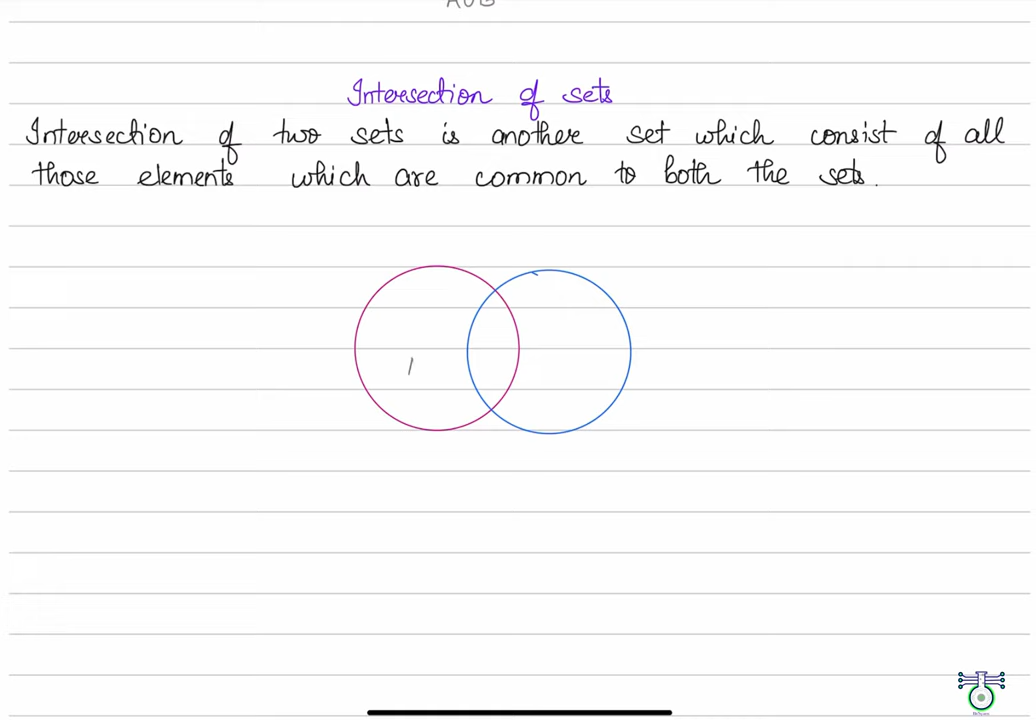 AUB
Intersection of sets
Intersection of two sets is another set which consist of all
those elements which are common to both the sets.